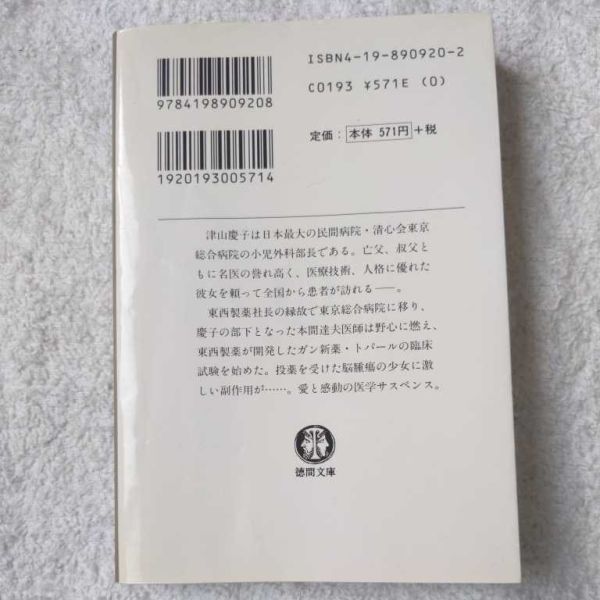 ISBN4-19-890920-2
9784198909208
C0193 ¥571E (0)
定価：本体 571円＋税
1920193005714
津山慶子は日本最大の民間病院・清心会東京
総合病院の小児外科部長である。亡父、叔父と
もに名医の誉れ高く、医療技術、人格に優れた
彼女を頼って全国から患者が訪れる――。
東西製薬社長の縁故で東京総合病院に移り、
慶子の部下となった本間達夫医師は野心に燃え、
東西製薬が開発したガン新薬・トパールの臨床
試験を始めた。投薬を受けた脳腫瘍の少女に激
しい副作用が……。愛と感動の医学サスペンス。
徳間文庫